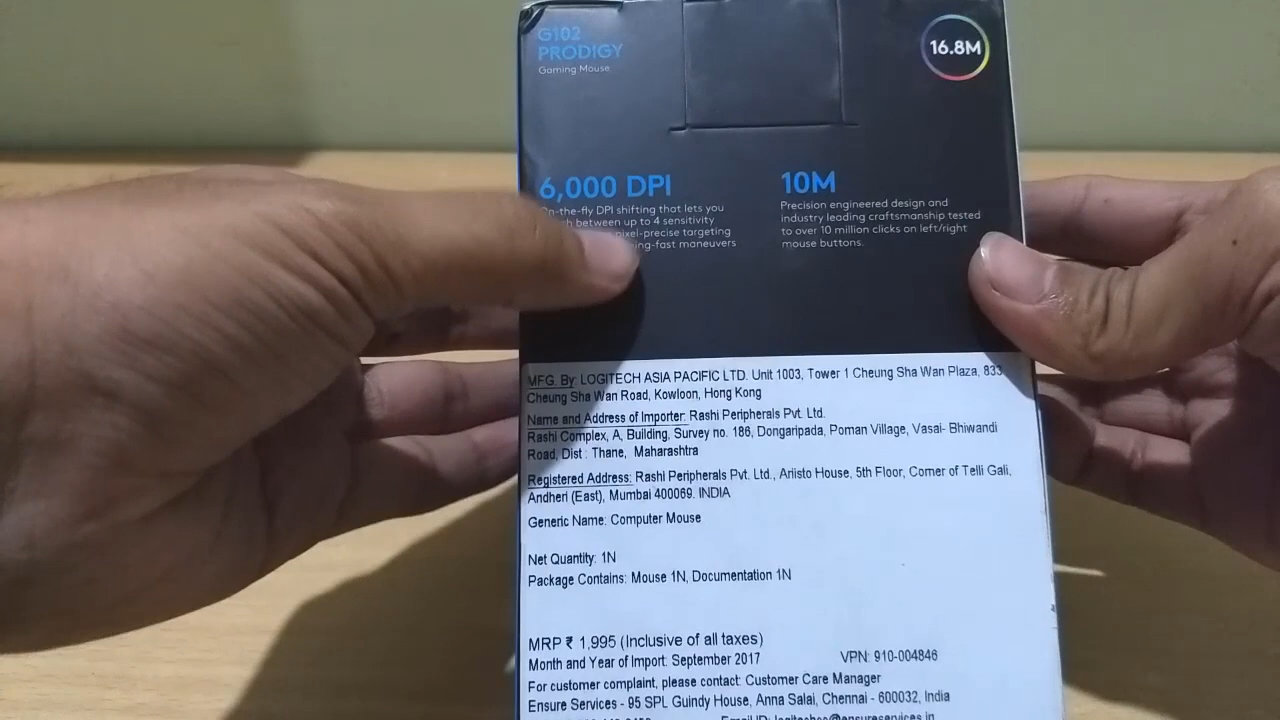 G102
PRODIGY
Gaming Mouse
16.8M
6,000 DPI
On-the-fly DPI shifting that lets you
between up to 4 sensitivity
pixel-precise targeting
maneuvers
10M
Precision engineered design and
industry leading craftsmanship tested
to over 10 million clicks on left/right
mouse buttons.
MFG. By: LOGITECH ASIA PACIFIC LTD. Unit 1003, Tower 1 Cheung Sha Wan Plaza, 833
Cheung Sha Wan Road, Kowloon, Hong Kong
Name and Address of Importer: Rashi Peripherals Pvt. Ltd.
Rashi Complex, A, Building, Survey no. 186, Dongaripada, Poman Village, Vasai- Bhiwandi
Road, Dist : Thane, Maharashtra
Registered Address: Rashi Peripherals Pvt. Ltd., Ariisto House, 5th Floor, Corner of Telli Gali,
Andheri (East), Mumbai 400069. INDIA
Generic Name: Computer Mouse
Net Quantity: 1N
Package Contains: Mouse 1N, Documentation 1N
MRP ₹ 1,995 (Inclusive of all taxes)
Month and Year of Import: September 2017 VPN: 910-004846
For customer complaint, please contact: Customer Care Manager
Ensure Services - 95 SPL Guindy House, Anna Salai, Chennai - 600032, India